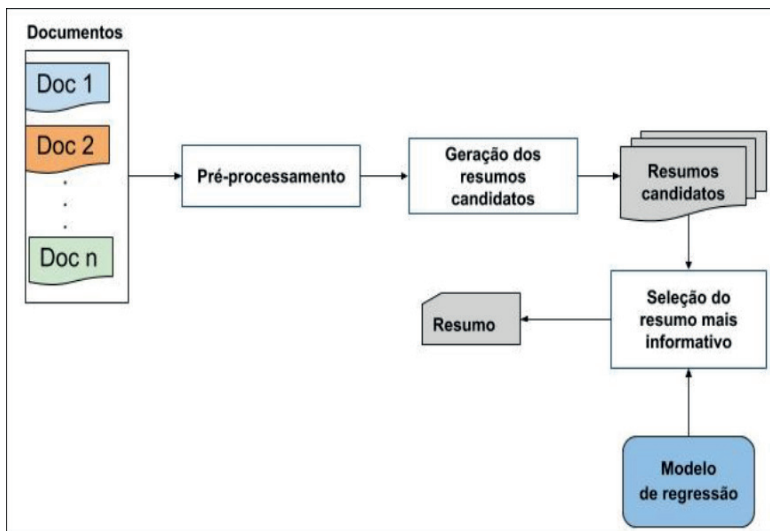 Documentos
Doc 1
Doc 2
.
.
.
Doc n
Pré-processamento
Geração dos
resumos
candidatos
Resumos
candidatos
Seleção do
resumo mais
informativo
Resumo
Modelo
de regressão